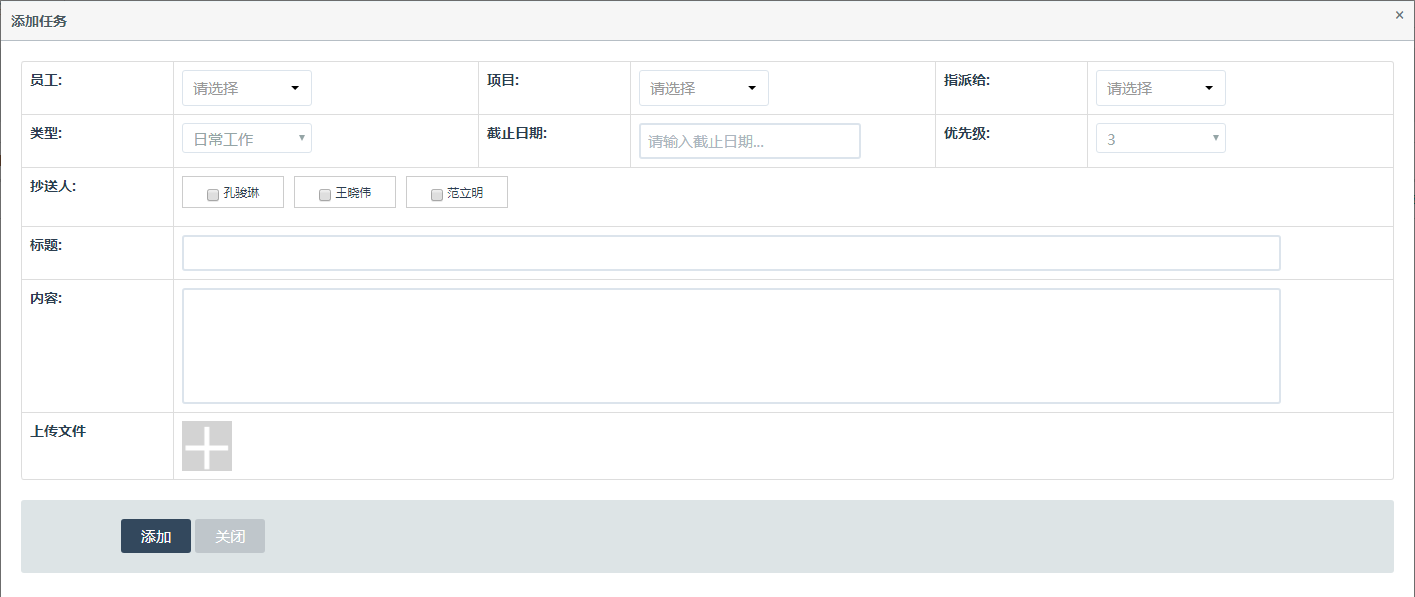 添加任务 ×
员工: 请选择 项目: 请选择 指派给: 请选择
类型: 日常工作 截止日期: 请输入截止日期... 优先级: 3
抄送人: 孔骏琳 王晓伟 范立明
标题:
内容:
上传文件
添加 关闭